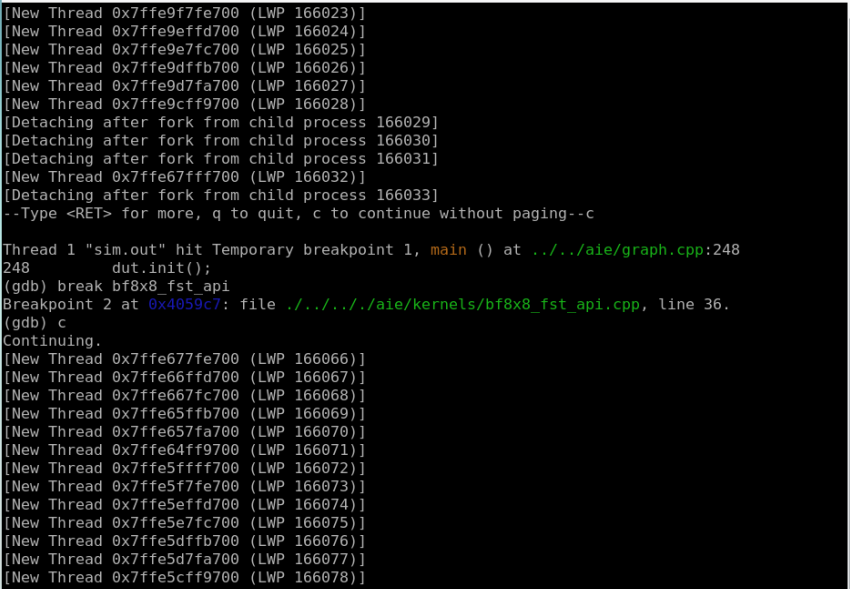 [New Thread 0x7ffe9f7fe700 (LWP 166023)]
[New Thread 0x7ffe9effd700 (LWP 166024)]
[New Thread 0x7ffe9e7fc700 (LWP 166025)]
[New Thread 0x7ffe9dffb700 (LWP 166026)]
[New Thread 0x7ffe9d7fa700 (LWP 166027)]
[New Thread 0x7ffe9cff9700 (LWP 166028)]
[Detaching after fork from child process 166029]
[Detaching after fork from child process 166030]
[Detaching after fork from child process 166031]
[New Thread 0x7ffe67fff700 (LWP 166032)]
[Detaching after fork from child process 166033]
--Type <RET> for more, q to quit, c to continue without paging--c
Thread 1 "sim.out" hit Temporary breakpoint 1, main () at ../../aie/graph.cpp:248
248         dut.init();
(gdb) break bf8x8_fst_api
Breakpoint 2 at 0x4059c7: file ./../.././aie/kernels/bf8x8_fst_api.cpp, line 36.
(gdb) c
Continuing.
[New Thread 0x7ffe677fe700 (LWP 166066)]
[New Thread 0x7ffe66ffd700 (LWP 166067)]
[New Thread 0x7ffe667fc700 (LWP 166068)]
[New Thread 0x7ffe65ffb700 (LWP 166069)]
[New Thread 0x7ffe657fa700 (LWP 166070)]
[New Thread 0x7ffe64ff9700 (LWP 166071)]
[New Thread 0x7ffe5ffff700 (LWP 166072)]
[New Thread 0x7ffe5f7fe700 (LWP 166073)]
[New Thread 0x7ffe5effd700 (LWP 166074)]
[New Thread 0x7ffe5e7fc700 (LWP 166075)]
[New Thread 0x7ffe5dffb700 (LWP 166076)]
[New Thread 0x7ffe5d7fa700 (LWP 166077)]
[New Thread 0x7ffe5cff9700 (LWP 166078)]